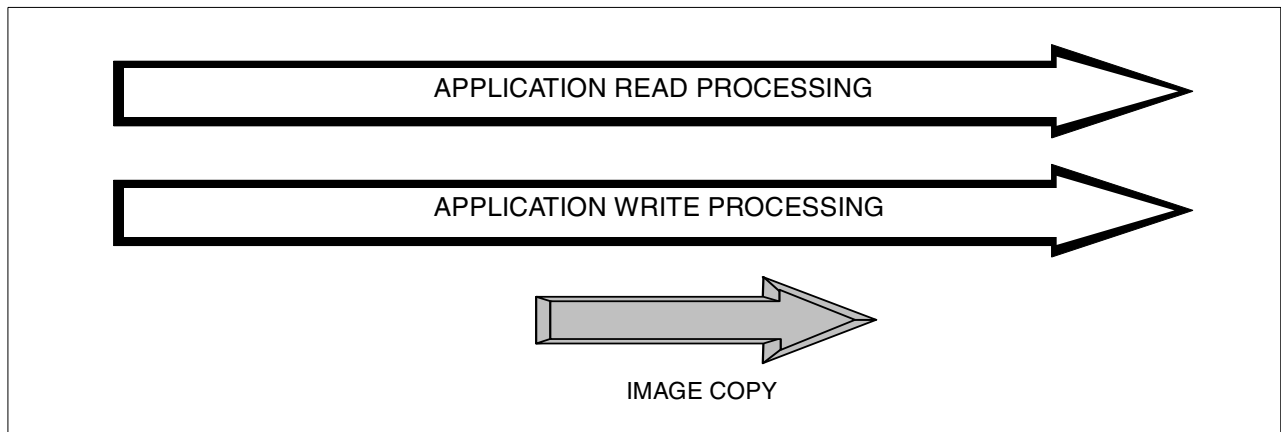 APPLICATION READ PROCESSING
APPLICATION WRITE PROCESSING
IMAGE COPY